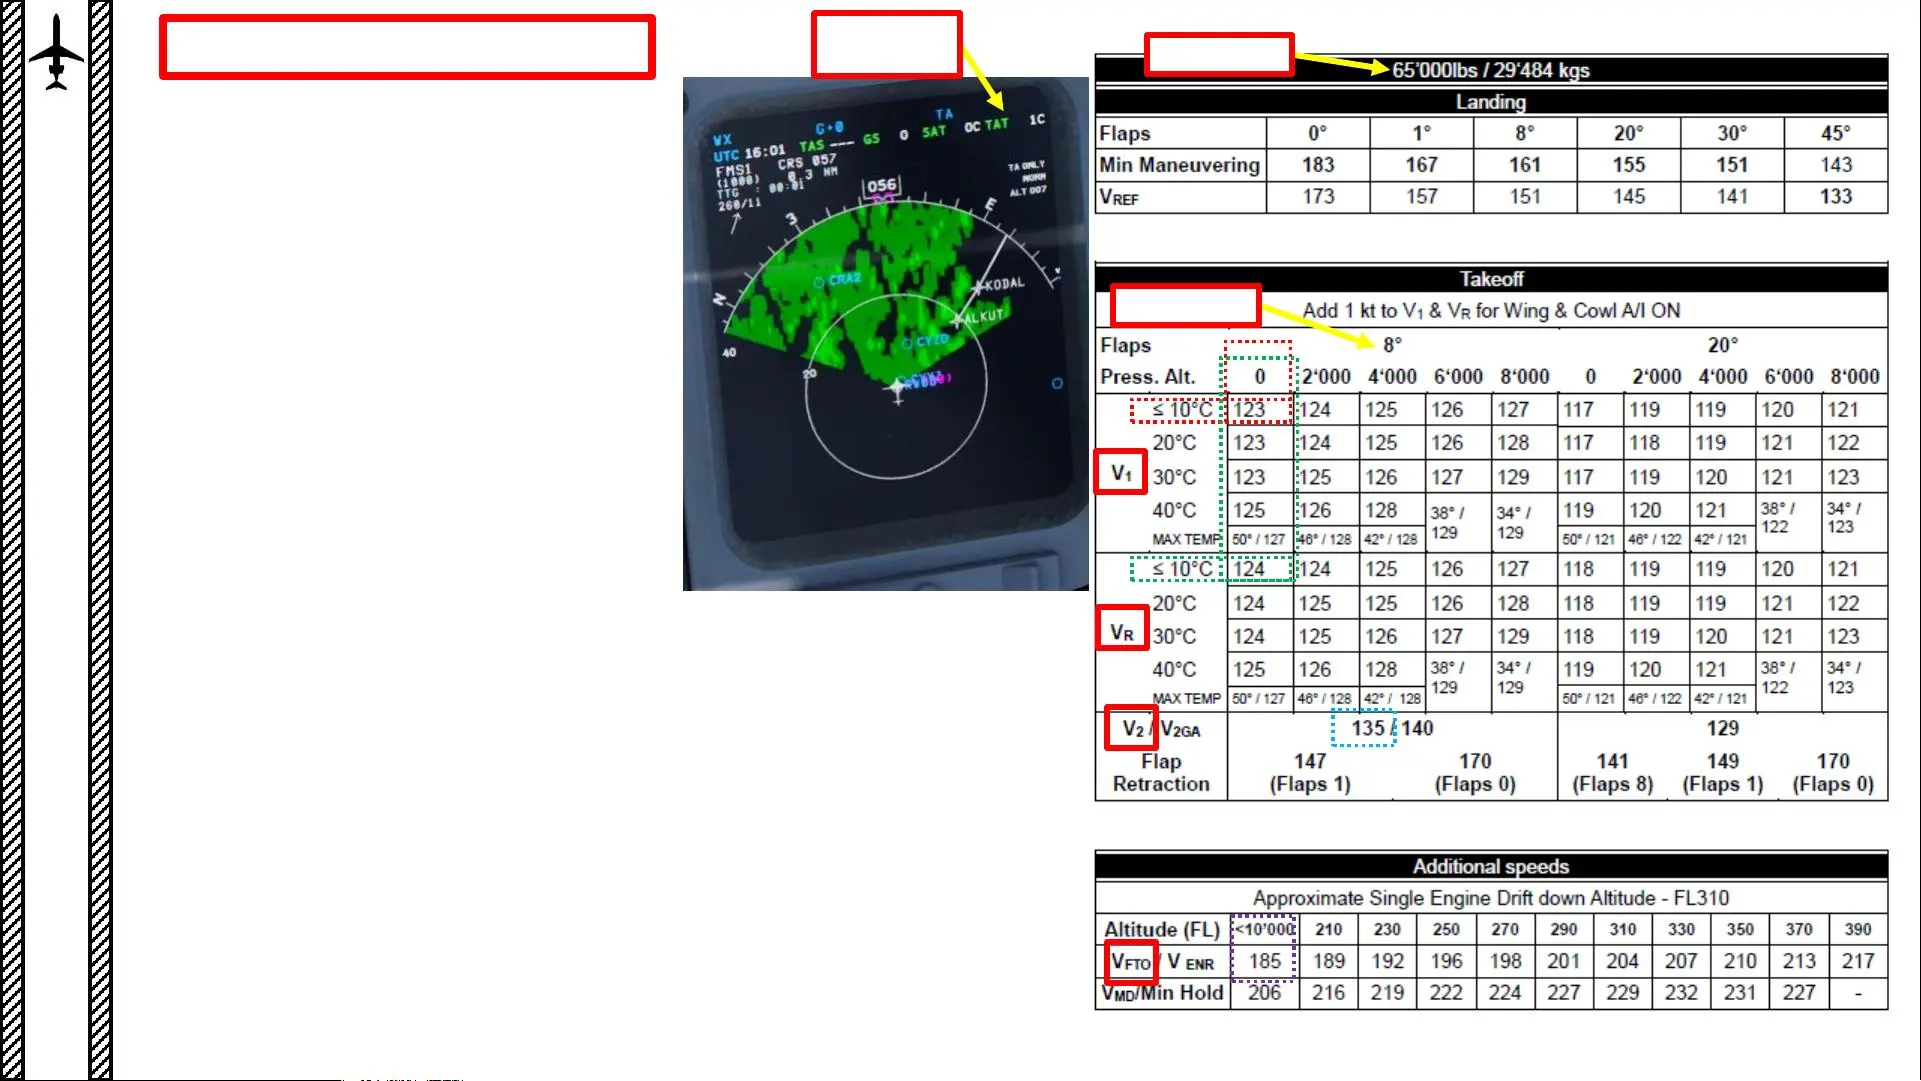 TA
WX G+0
UTC 16:01 TAS --- GS 0 SAT 0C TAT 1C
FMS1 CRS 057
(1000) 0.3 NM
TTG : 00:01
260/11
TA ONLY
NORM
ALT 007
056
3
E
N
CRA2
KODAL
ALKUT
CYZD
40
20
65'000lbs / 29'484 kgs
Landing
Flaps 0° 1° 8° 20° 30° 45°
Min Maneuvering 183 167 161 155 151 143
VREF 173 157 151 145 141 133
Takeoff
Add 1 kt to V1 & VR for Wing & Cowl A/I ON
Flaps 8° 20°
Press. Alt. 0 2'000 4'000 6'000 8'000 0 2'000 4'000 6'000 8'000
V1
≤ 10°C 123 124 125 126 127 117 119 119 120 121
20°C 123 124 125 126 128 117 118 119 121 122
30°C 123 125 126 127 129 117 119 120 121 123
40°C 125 126 128 38° / 129 34° / 129 119 120 121 38° / 122 34° / 123
MAX TEMP 50° / 127 46° / 128 42° / 128 50° / 121 46° / 122 42° / 121
VR
≤ 10°C 124 124 125 126 127 118 119 119 120 121
20°C 124 125 125 126 128 118 119 119 121 122
30°C 124 125 126 127 129 118 119 120 121 123
40°C 125 126 128 38° / 129 34° / 129 119 120 121 38° / 122 34° / 123
MAX TEMP 50° / 127 46° / 128 42° / 128 50° / 121 46° / 122 42° / 121
V2 / V2GA 135 / 140 129
Flap 147 170 141 149 170
Retraction (Flaps 1) (Flaps 0) (Flaps 8) (Flaps 1) (Flaps 0)
Additional speeds
Approximate Single Engine Drift down Altitude - FL310
Altitude (FL) <10'000 210 230 250 270 290 310 330 350 370 390
VFTO / V ENR 185 189 192 196 198 201 204 207 210 213 217
VMD/Min Hold 206 216 219 222 224 227 229 232 231 227 -